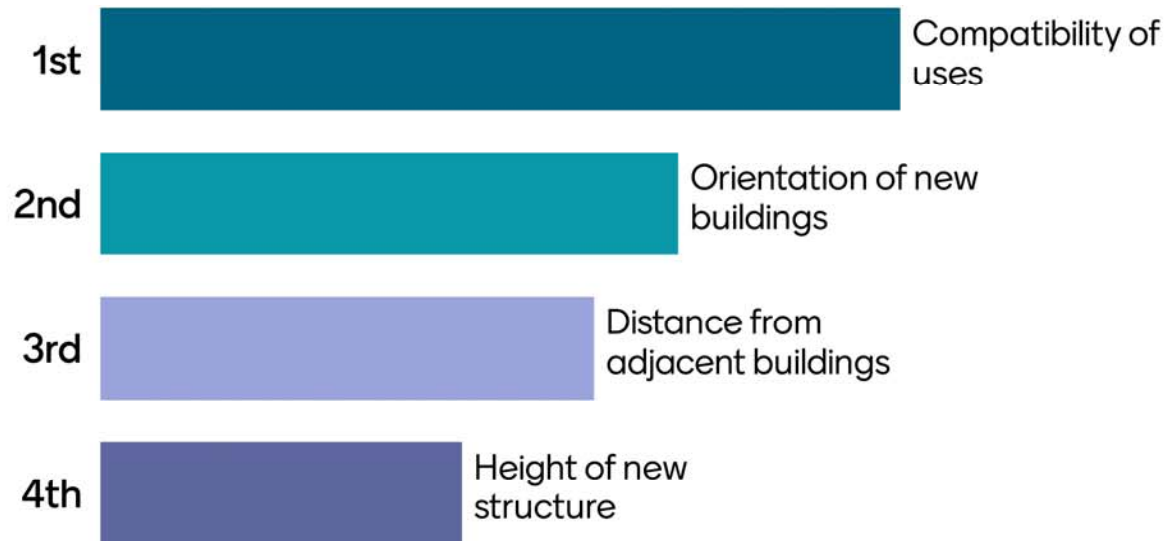 1st
Compatibility of
uses
2nd
Orientation of new
buildings
3rd
Distance from
adjacent buildings
4th
Height of new
structure